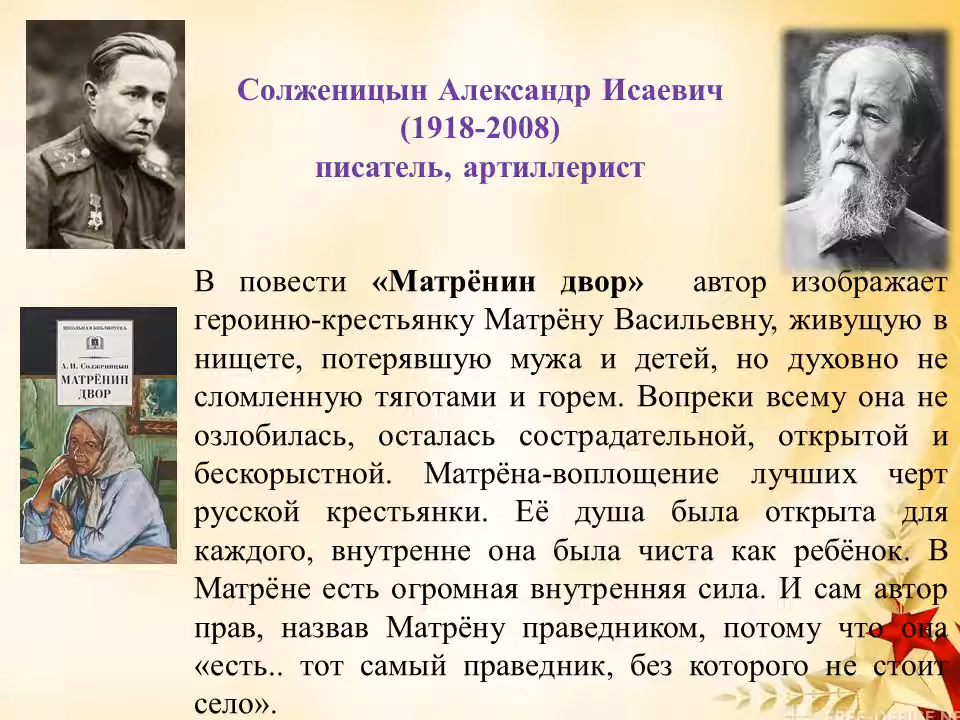 Солженицын Александр Исаевич
(1918-2008)
писатель, артиллерист
В повести «Матрёнин двор» автор изображает
героиню-крестьянку Матрёну Васильевну, живущую в
нищете, потерявшую мужа и детей, но духовно не
сломленную тяготами и горем. Вопреки всему она не
озлобилась, осталась сострадательной, открытой и
бескорыстной. Матрёна-воплощение лучших черт
русской крестьянки. Её душа была открыта для
каждого, внутренне она была чиста как ребёнок. В
Матрёне есть огромная внутренняя сила. И сам автор
прав, назвав Матрёну праведником, потому что она
«есть.. тот самый праведник, без которого не стоит
село».
ШКОЛЬНАЯ БИБЛИОТЕКА
А. И. Солженицын
МАТРЁНИН
ДВОР